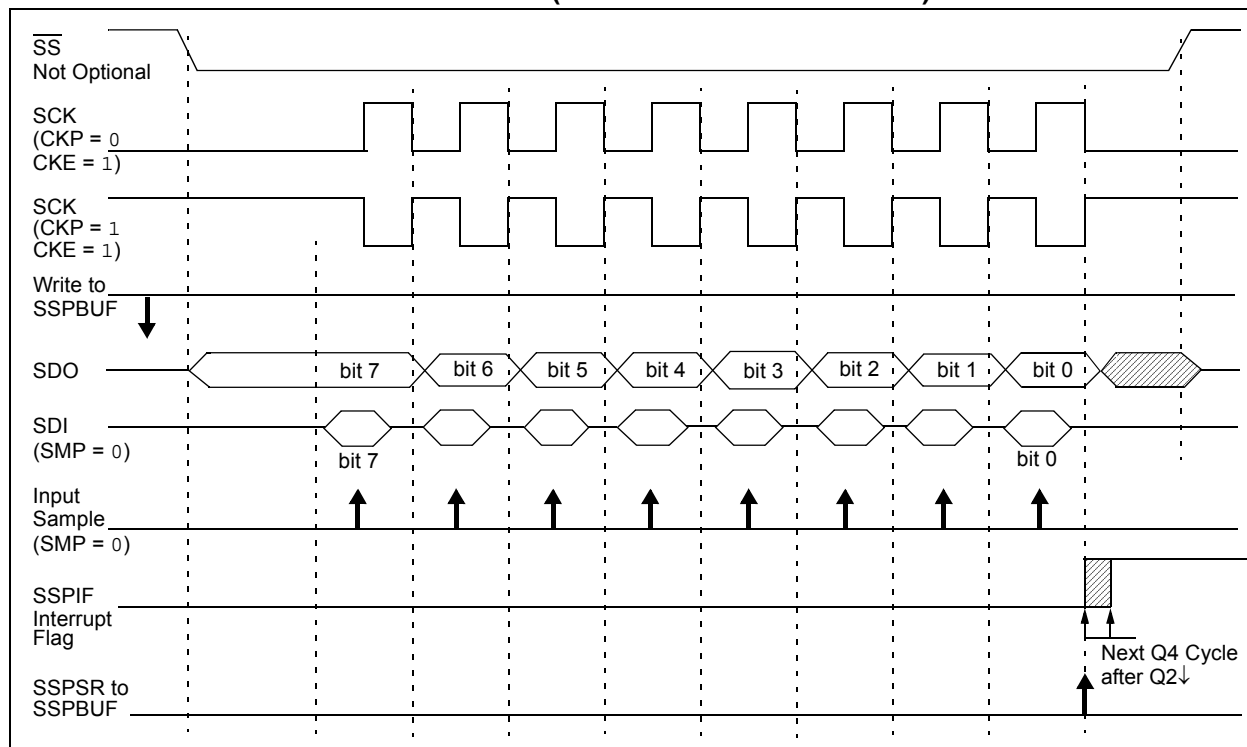 SS
Not Optional
SCK
(CKP = 0
CKE = 1)
SCK
(CKP = 1
CKE = 1)
Write to
SSPBUF
SDO
bit 7 bit 6 bit 5 bit 4 bit 3 bit 2 bit 1 bit 0
SDI
(SMP = 0)
bit 7 bit 0
Input
Sample
(SMP = 0)
SSPIF
Interrupt
Flag
Next Q4 Cycle
after Q2↓
SSPSR to
SSPBUF